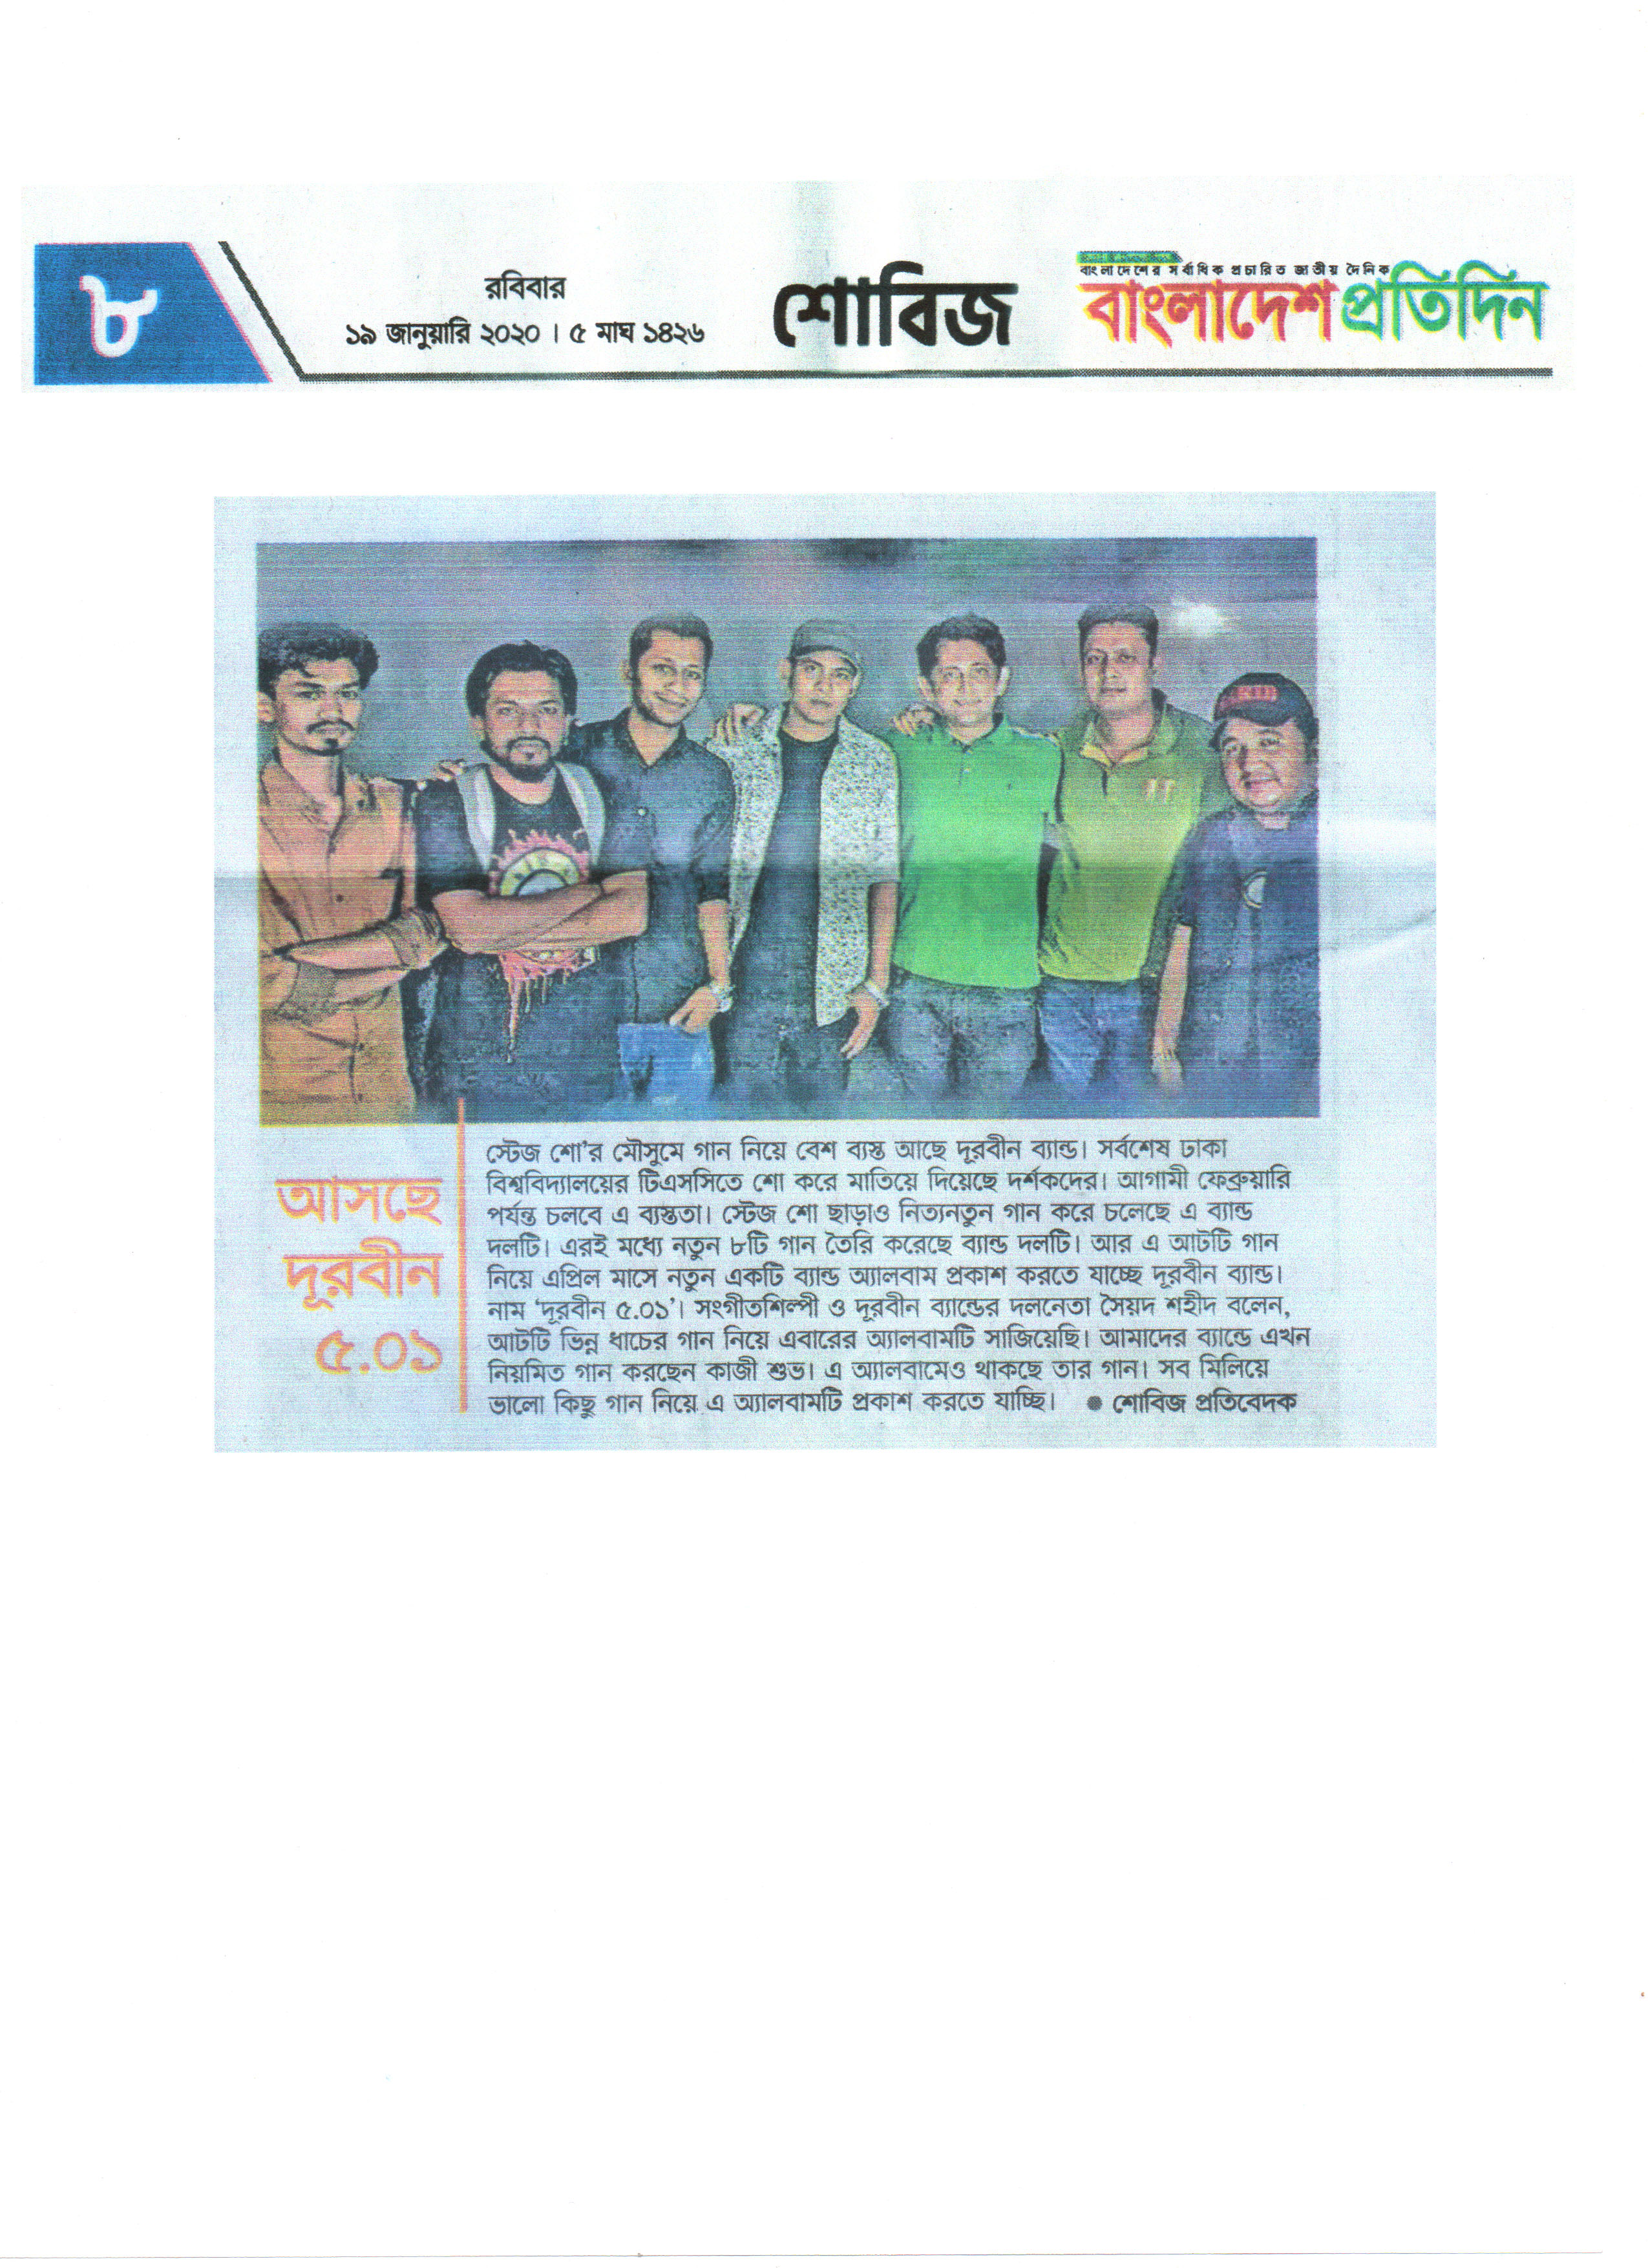 ৮
রবিবার
১৯ জানুয়ারি ২০২০ । ৫ মাঘ ১৪২৬
শোবিজ
বাংলাদেশের সর্বাধিক প্রচারিত জাতীয় দৈনিক
বাংলাদেশ প্রতিদিন
আসছে
দূরবীন
৫.০১
স্টেজ শো'র মৌসুমে গান নিয়ে বেশ ব্যস্ত আছে দূরবীন ব্যান্ড। সর্বশেষ ঢাকা
বিশ্ববিদ্যালয়ের টিএসসিতে শো করে মাতিয়ে দিয়েছে দর্শকদের। আগামী ফেব্রুয়ারি
পর্যন্ত চলবে এ ব্যস্ততা। স্টেজ শো ছাড়াও নিত্যনতুন গান করে চলেছে এ ব্যান্ড
দলটি। এরই মধ্যে নতুন ৮টি গান তৈরি করেছে ব্যান্ড দলটি। আর এ আটটি গান
নিয়ে এপ্রিল মাসে নতুন একটি ব্যান্ড অ্যালবাম প্রকাশ করতে যাচ্ছে দূরবীন ব্যান্ড।
নাম 'দূরবীন ৫.০১'। সংগীতশিল্পী ও দূরবীন ব্যান্ডের দলনেতা সৈয়দ শহীদ বলেন,
আটটি ভিন্ন ধাচের গান নিয়ে এবারের অ্যালবামটি সাজিয়েছি। আমাদের ব্যান্ডে এখন
নিয়মিত গান করছেন কাজী শুভ। এ অ্যালবামেও থাকছে তার গান। সব মিলিয়ে
ভালো কিছু গান নিয়ে এ অ্যালবামটি প্রকাশ করতে যাচ্ছি। ● শোবিজ প্রতিবেদক